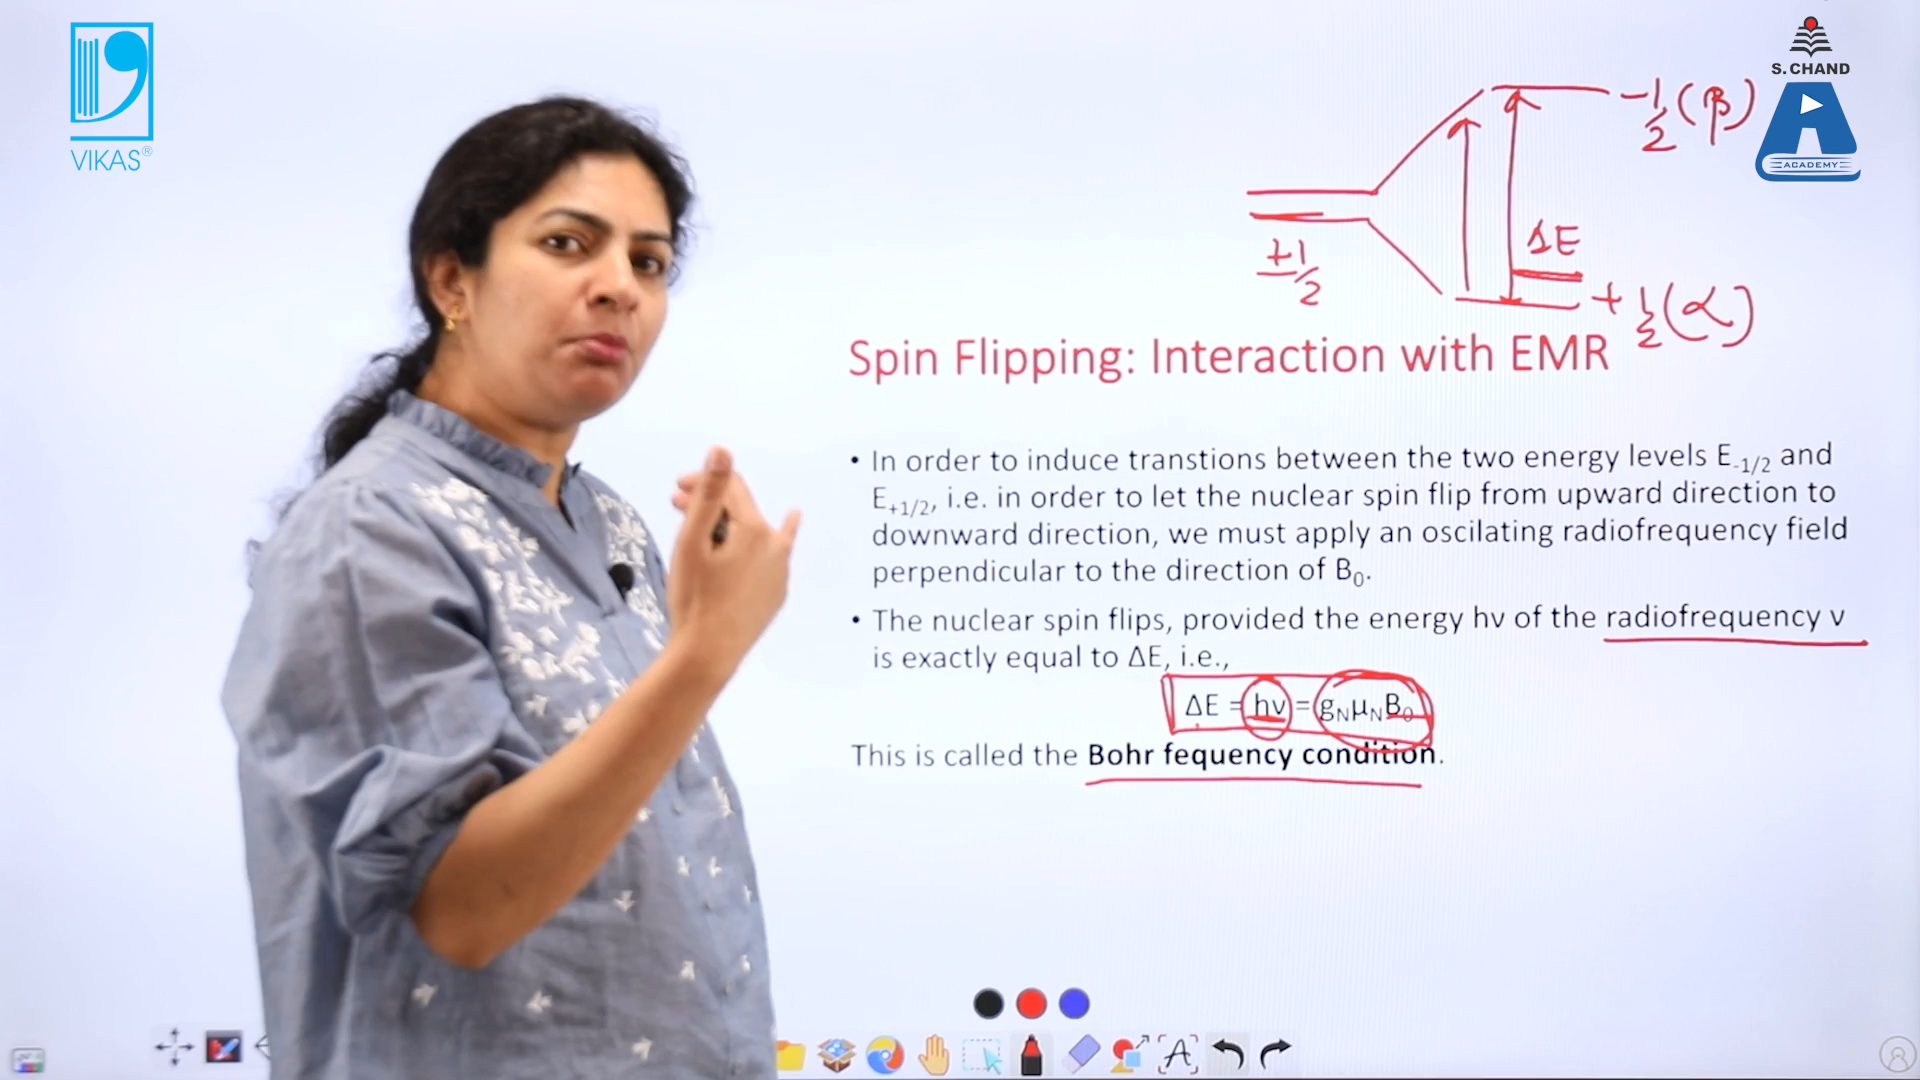 VIKAS®
S. CHAND
ACADEMY
-1/2 (β)
±1/2
ΔE
+ 1/2 (α)
Spin Flipping: Interaction with EMR
• In order to induce transtions between the two energy levels E-1/2 and
E+1/2, i.e. in order to let the nuclear spin flip from upward direction to
downward direction, we must apply an oscilating radiofrequency field
perpendicular to the direction of B0.
• The nuclear spin flips, provided the energy hν of the radiofrequency ν
is exactly equal to ΔE, i.e.,
ΔE = hν = gNμNB0
This is called the Bohr fequency condition.
A